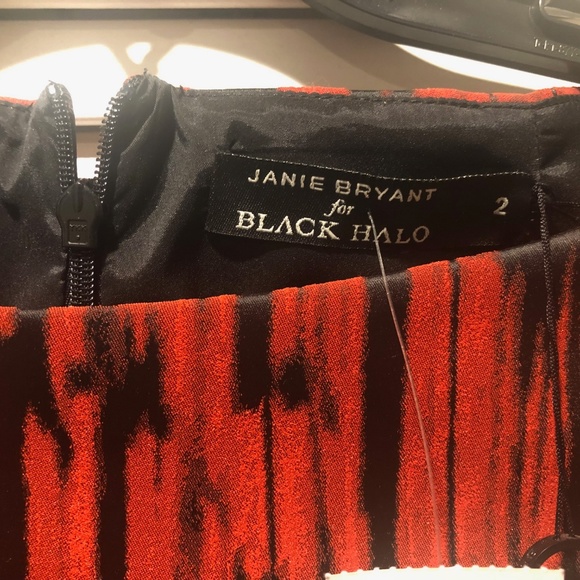 JANIE BRYANT
for
BLACK HALO
2